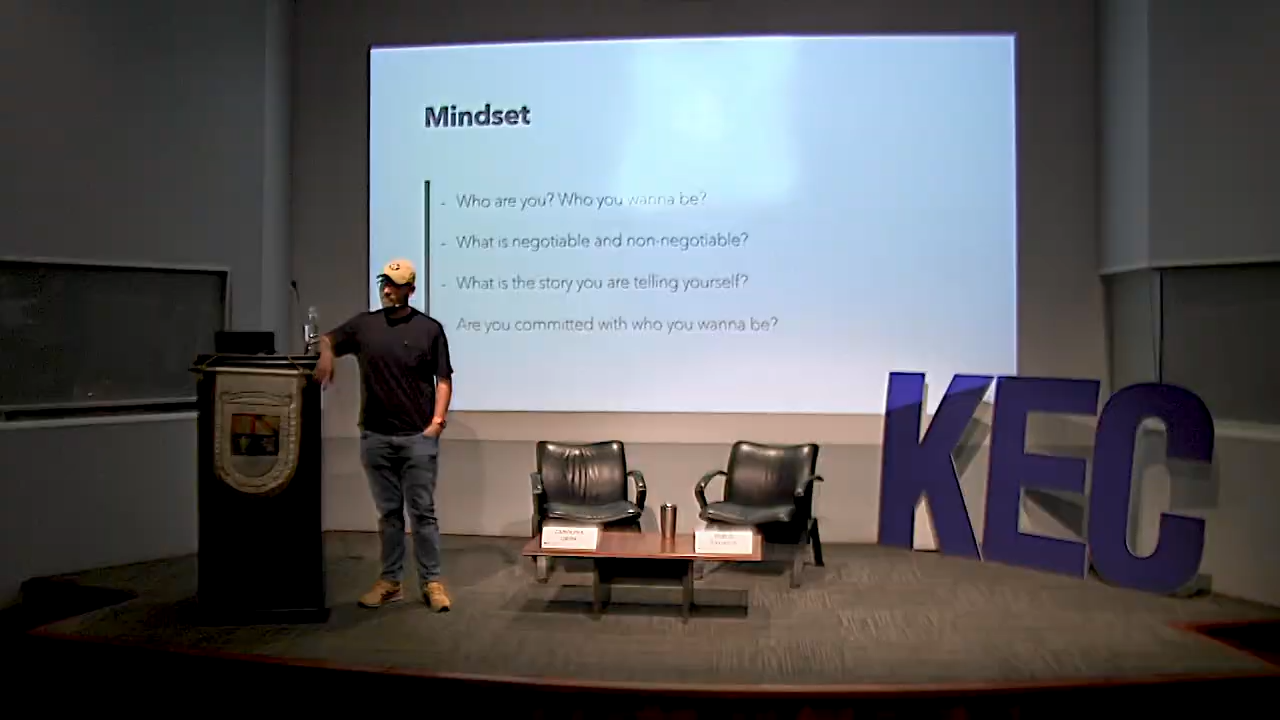 Mindset
- Who are you? Who you wanna be?
- What is negotiable and non-negotiable?
- What is the story you are telling yourself?
Are you committed with who you wanna be?
KEC